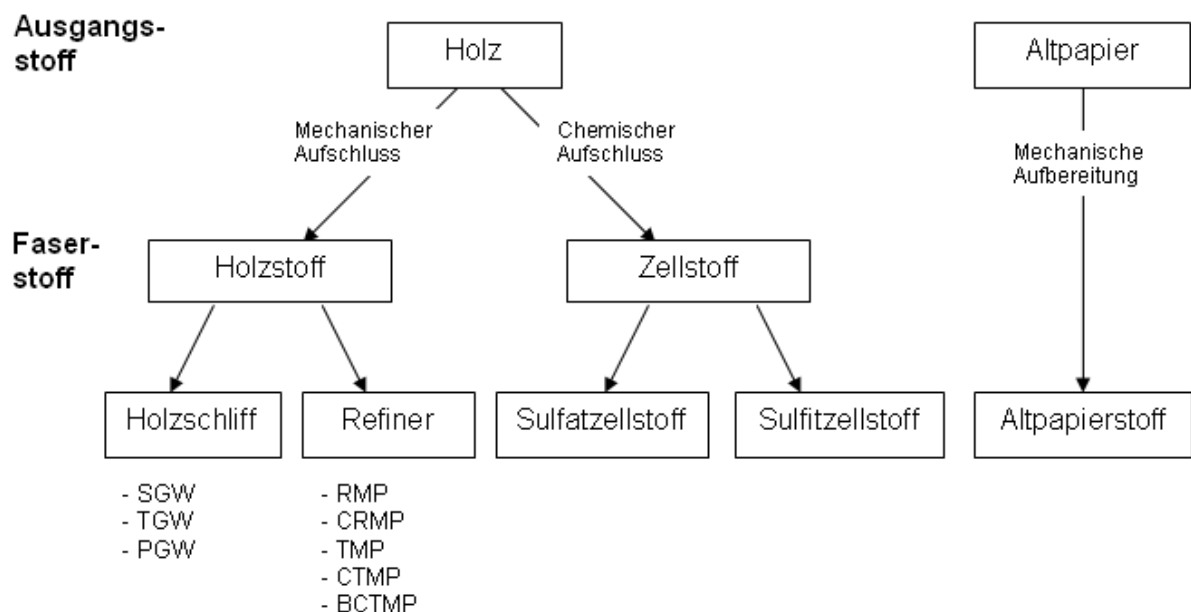 Ausgangs-
stoff
Holz
Altpapier
Mechanischer
Aufschluss
Chemischer
Aufschluss
Mechanische
Aufbereitung
Faser-
stoff
Holzstoff
Zellstoff
Holzschliff
Refiner
Sulfatzellstoff
Sulfitzellstoff
Altpapierstoff
- SGW
- TGW
- PGW
- RMP
- CRMP
- TMP
- CTMP
- BCTMP